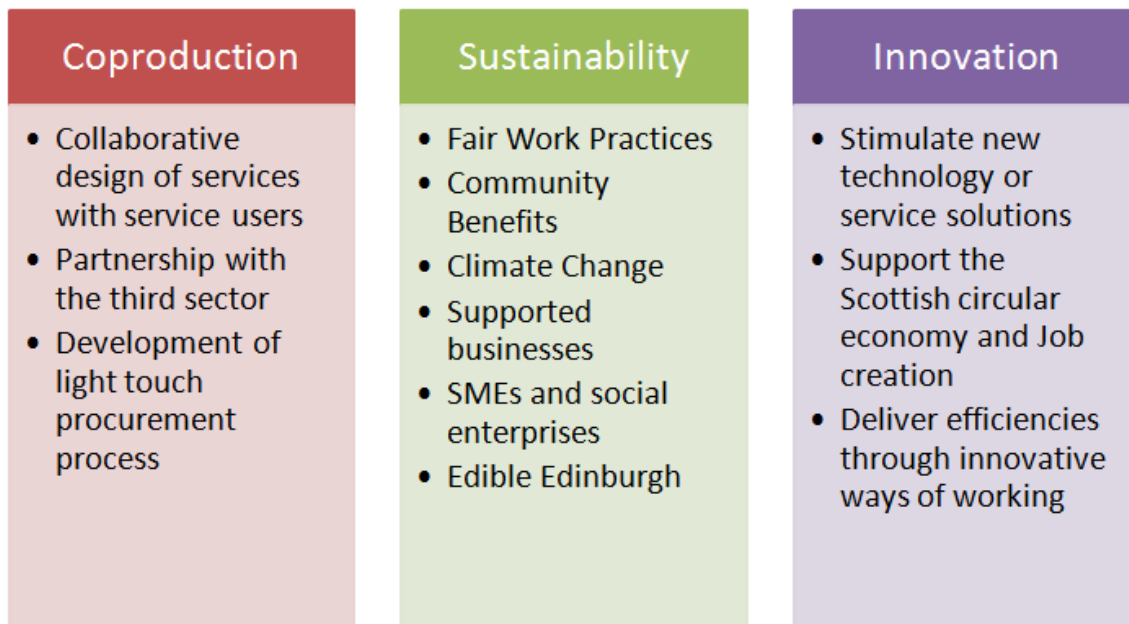 Coproduction
• Collaborative
design of services
with service users
• Partnership with
the third sector
• Development of
light touch
procurement
process
Sustainability
• Fair Work Practices
• Community
Benefits
• Climate Change
• Supported
businesses
• SMEs and social
enterprises
• Edible Edinburgh
Innovation
• Stimulate new
technology or
service solutions
• Support the
Scottish circular
economy and Job
creation
• Deliver efficiencies
through innovative
ways of working